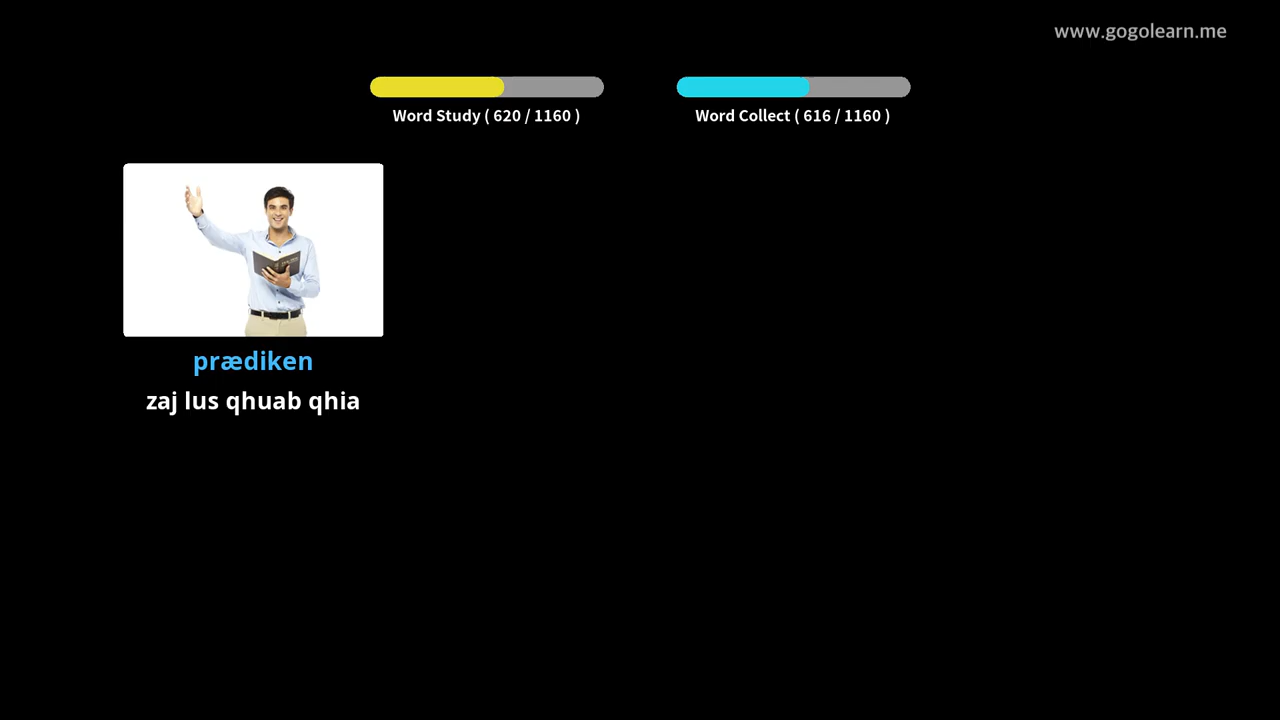 www.gogolearn.me
Word Study ( 620 / 1160 )
Word Collect ( 616 / 1160 )
prædiken
zaj lus qhuab qhia